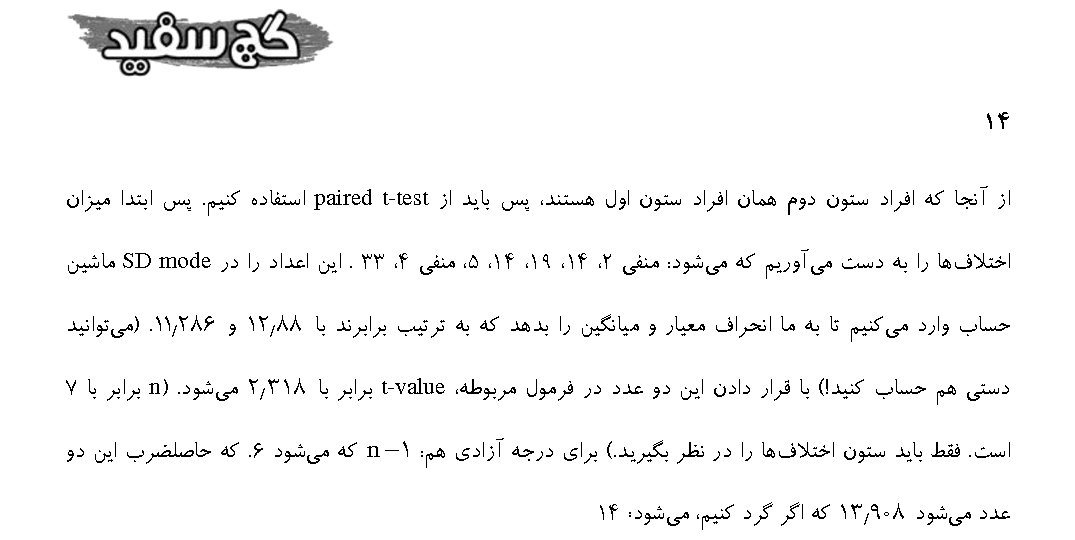 گچ سفید
۱۴
از آنجا که افراد ستون دوم همان افراد ستون اول هستند، پس باید از paired t-test استفاده کنیم. پس ابتدا میزان
اختلاف‌ها را به دست می‌آوریم که می‌شود: منفی ۲، ۱۴، ۱۹، ۱۴، ۵، منفی ۴، ۳۳ . این اعداد را در SD mode ماشین
حساب وارد می‌کنیم تا به ما انحراف معیار و میانگین را بدهد که به ترتیب برابرند با ۱۲٫۸۸ و ۱۱٫۲۸۶. (می‌توانید
دستی هم حساب کنید!) با قرار دادن این دو عدد در فرمول مربوطه، t-value برابر با ۲٫۳۱۸ می‌شود. (n برابر با ۷
است. فقط باید ستون اختلاف‌ها را در نظر بگیرید.) برای درجه آزادی هم: n−۱ که می‌شود ۶. که حاصلضرب این دو
عدد می‌شود ۱۳٫۹۰۸ که اگر گرد کنیم، می‌شود: ۱۴